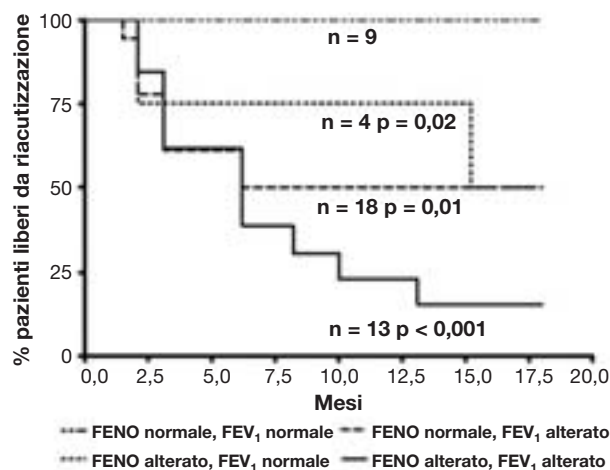 % pazienti liberi da riacutizzazione
100
75
50
25
0
n = 9
n = 4 p = 0,02
n = 18 p = 0,01
n = 13 p < 0,001
0,0 2,5 5,0 7,5 10,0 12,5 15,0 17,5 20,0
Mesi
FENO normale, FEV₁ normale FENO normale, FEV₁ alterato
FENO alterato, FEV₁ normale FENO alterato, FEV₁ alterato